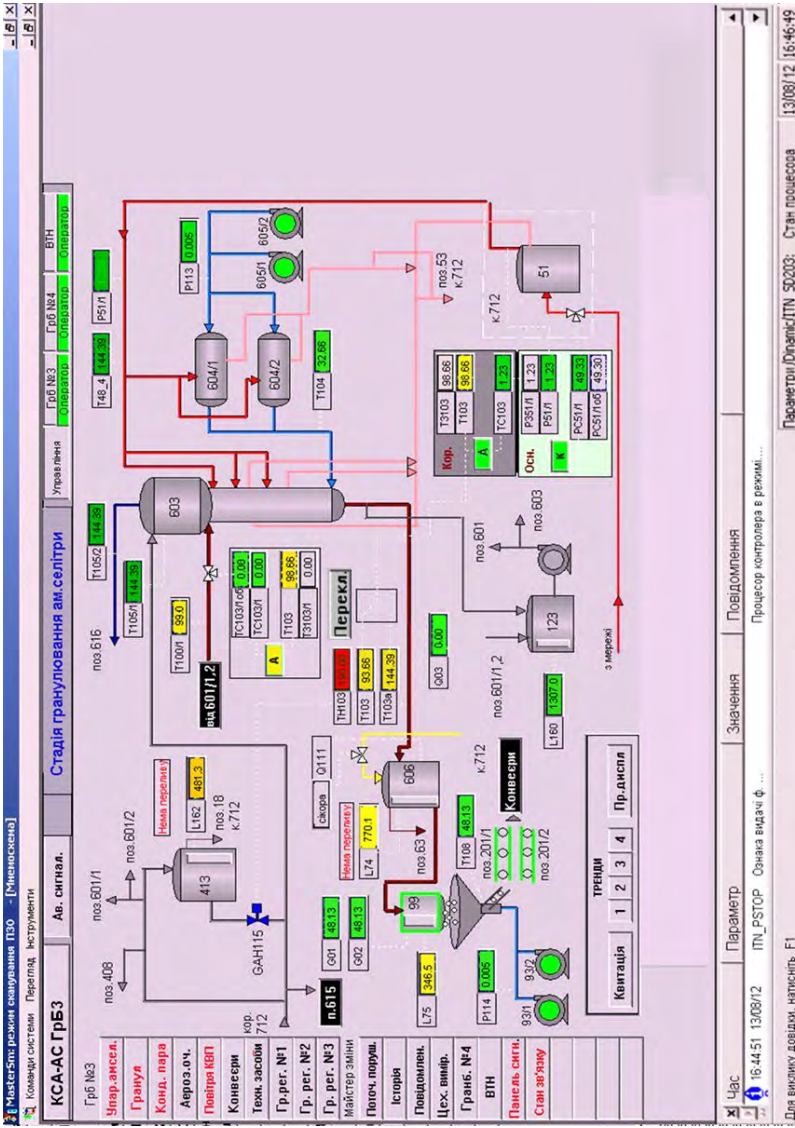 MasterSm: режим сканування ПЗО - [Мнемосхема]
Команди системи Перегляд Інструменти
КСА-АС ГрБ3
Ав. сигнал.
Стадія гранулювання ам.селітри
Управління
Грб №3 Грб №4 ВТН
Оператор Оператор Оператор
Грб №3
Упар.амсел.
Гранул
Конд. пара
Аероз.оч.
Повітря КВП
Конвеєри
Техн. засоби
Гр.рег. №1
Гр. рег. №2
Гр. рег. №3
Майстер зміни
Поточ. поруш.
Історія
Повідомлен.
Цех. вимір.
Гранб. №4
ВТН
Панель сигн.
Стан зв'язку
поз.408
поз.601/1
поз.601/2
Нема переливу
L162 481.3
поз.18
к.712
413
GAH115
кор.
712
п.615
поз.616
T105/2 144.39
T105/1 144.39
T100/1 99.0
від 601/1,2
603
T48_4 144.39
P51/1
P113 0.005
604/1
604/2
605/1
605/2
T104 32.66
TC103/1об 0.00
TC103/1 0.00
A
T103 98.66
T3103/1 0.00
Перекл.
TH103
T103 93.66
T103а 144.39
поз.53
к.712
к.712
51
Кор.
T3103 98.66
T103 98.66
A
TC103 1.23
Осн.
P351/1 1.23
P51/1 1.23
К
PC51/1 49.33
PC51/1об 49.30
G01 48.13
G02 48.13
сікора
Q111
Нема переливу
L74 770.1
606
поз.63
к.712
99
L75 346.5
T108 48.13
поз.201/1
поз.201/2
Конвеєри
P114 0.005
93/1
93/2
Q03 0.00
поз.601/1,2
поз.601
поз.603
L160 1307.0
123
з мережі
ТРЕНДИ
Квитація 1 2 3 4 Пр.диспл
Час Параметр Значення Повідомлення
16:44:51 13/08/12 ITN_PSTOP Ознака видачі ф. ... Процесор контролера в режимі....
Для виклику довідки, натисніть F1
Параметри/Dinamic/ITN_SD203: Стан процесора 13/08/12 16:46:49